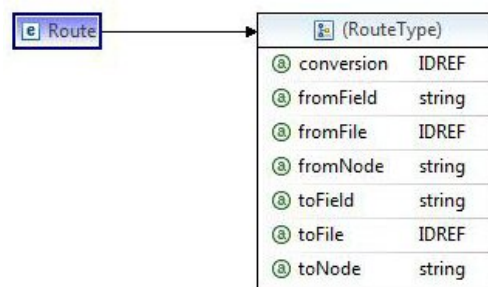 e Route
(RouteType)
a conversion IDREF
a fromField string
a fromFile IDREF
a fromNode string
a toField string
a toFile IDREF
a toNode string